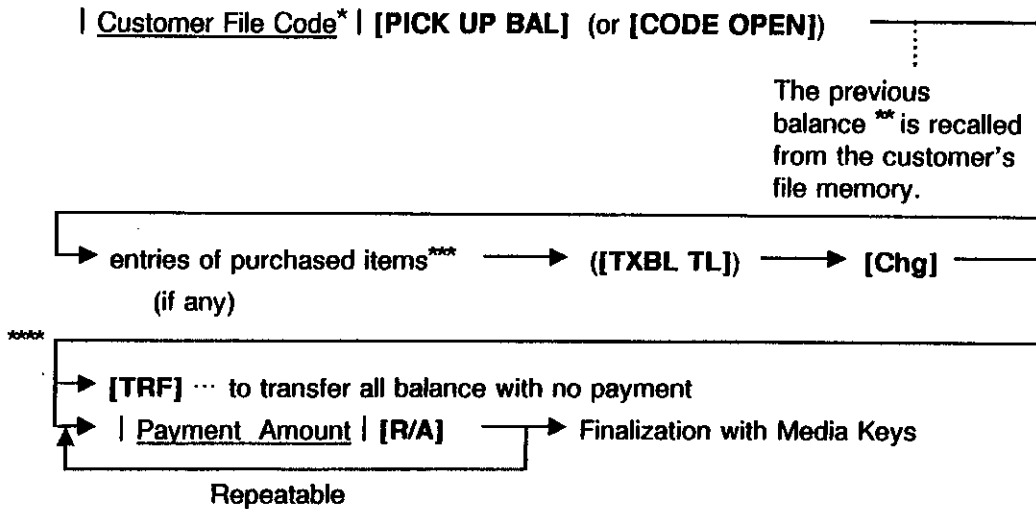 | Customer File Code* | [PICK UP BAL] (or [CODE OPEN])
The previous
balance ** is recalled
from the customer's
file memory.
entries of purchased items*** ([TXBL TL]) [Chg]
(if any)
****
[TRF] ··· to transfer all balance with no payment
| Payment Amount | [R/A] Finalization with Media Keys
Repeatable